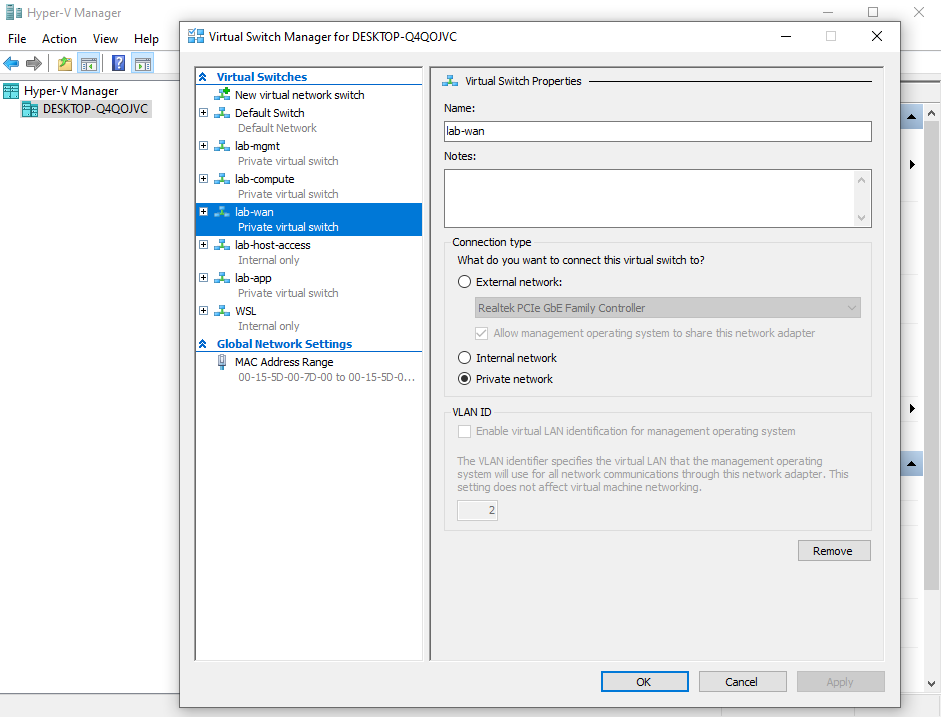 Hyper-V Manager
File Action View Help
Hyper-V Manager
DESKTOP-Q4QOJVC
Virtual Switch Manager for DESKTOP-Q4QOJVC
Virtual Switches
New virtual network switch
Default Switch
Default Network
lab-mgmt
Private virtual switch
lab-compute
Private virtual switch
lab-wan
Private virtual switch
lab-host-access
Internal only
lab-app
Private virtual switch
WSL
Internal only
Global Network Settings
MAC Address Range
00-15-5D-00-7D-00 to 00-15-5D-0...
Virtual Switch Properties
Name:
lab-wan
Notes:
Connection type
What do you want to connect this virtual switch to?
External network:
Realtek PCIe GbE Family Controller
Allow management operating system to share this network adapter
Internal network
Private network
VLAN ID
Enable virtual LAN identification for management operating system
The VLAN identifier specifies the virtual LAN that the management operating
system will use for all network communications through this network adapter. This
setting does not affect virtual machine networking.
2
Remove
OK Cancel Apply